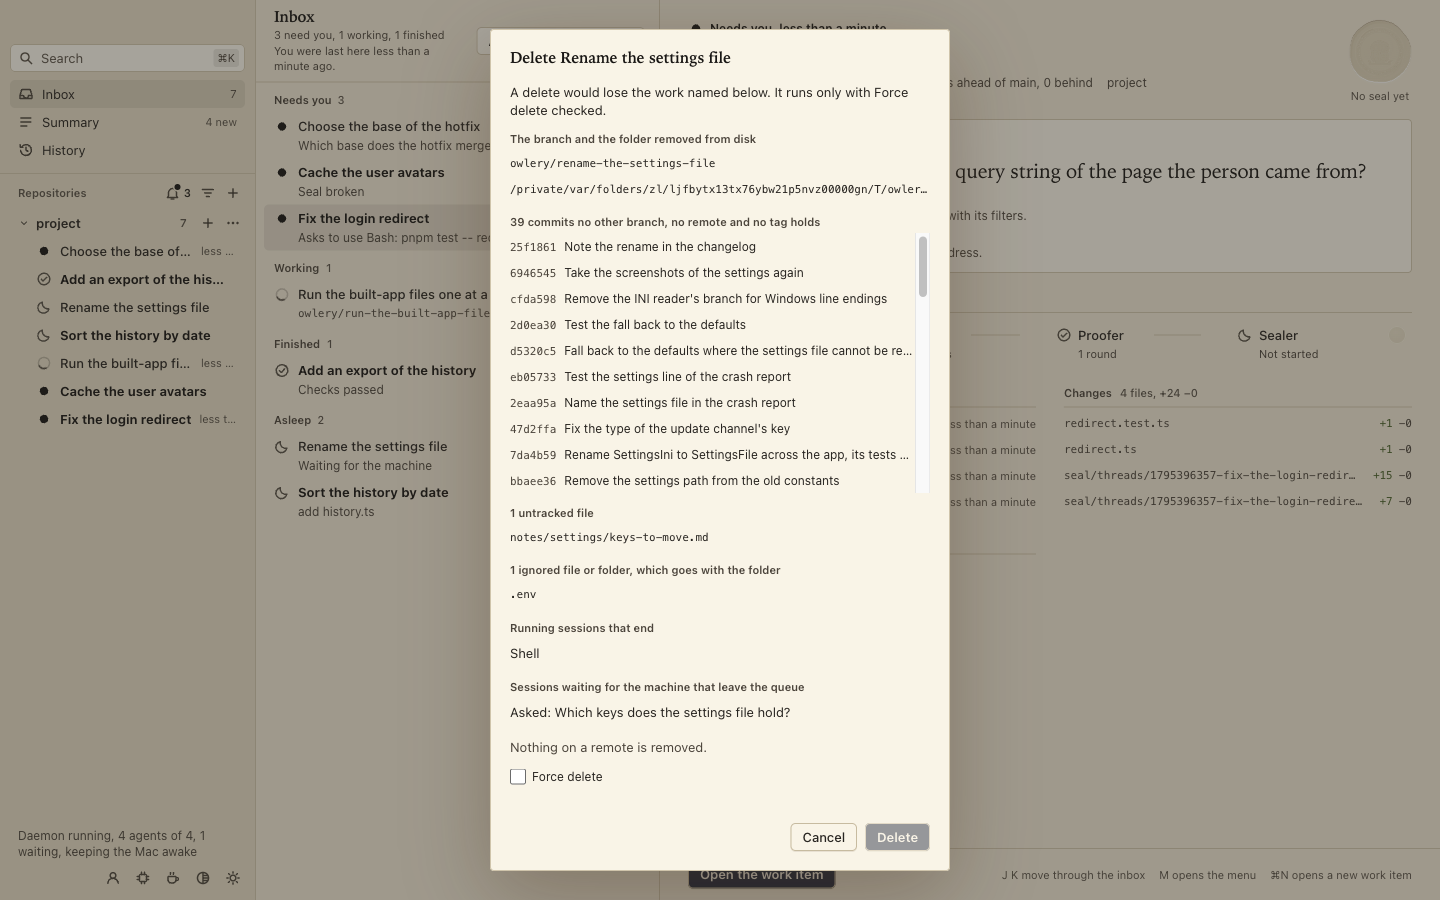 Search ⌘K
Inbox 7
Summary 4 new
History
Repositories 3
project 7
Choose the base of... less ...
Add an export of the his...
Rename the settings file
Sort the history by date
Run the built-app fi... less ...
Cache the user avatars
Fix the login redirect less t...
Daemon running, 4 agents of 4, 1
waiting, keeping the Mac awake
Inbox
3 need you, 1 working, 1 finished
You were last here less than a
minute ago.
Needs you 3
Choose the base of the hotfix
Which base does the hotfix merge
Cache the user avatars
Seal broken
Fix the login redirect
Asks to use Bash: pnpm test -- rec
Working 1
Run the built-app files one at a
owlery/run-the-built-app-file
Finished 1
Add an export of the history
Checks passed
Asleep 2
Rename the settings file
Waiting for the machine
Sort the history by date
add history.ts
Delete Rename the settings file
A delete would lose the work named below. It runs only with Force
delete checked.
The branch and the folder removed from disk
owlery/rename-the-settings-file
/private/var/folders/zl/ljfbytx13tx76ybw21p5nvz00000gn/T/owler…
39 commits no other branch, no remote and no tag holds
25f1861 Note the rename in the changelog
6946545 Take the screenshots of the settings again
cfda598 Remove the INI reader's branch for Windows line endings
2d0ea30 Test the fall back to the defaults
d5320c5 Fall back to the defaults where the settings file cannot be re...
eb05733 Test the settings line of the crash report
2eaa95a Name the settings file in the crash report
47d2ffa Fix the type of the update channel's key
7da4b59 Rename SettingsIni to SettingsFile across the app, its tests ...
bbaee36 Remove the settings path from the old constants
1 untracked file
notes/settings/keys-to-move.md
1 ignored file or folder, which goes with the folder
.env
Running sessions that end
Shell
Sessions waiting for the machine that leave the queue
Asked: Which keys does the settings file hold?
Nothing on a remote is removed.
Force delete
Cancel Delete
Needs you, less than a minute
s ahead of main, 0 behind project
No seal yet
query string of the page the person came from?
with its filters.
dress.
Proofer
1 round
Sealer
Not started
ss than a minute
ss than a minute
ss than a minute
ss than a minute
Changes 4 files, +24 −0
redirect.test.ts +1 −0
redirect.ts +1 −0
seal/threads/1795396357-fix-the-login-redir… +15 −0
seal/threads/1795396357-fix-the-login-redire… +7 −0
Open the work item
J K move through the inbox M opens the menu ⌘N opens a new work item